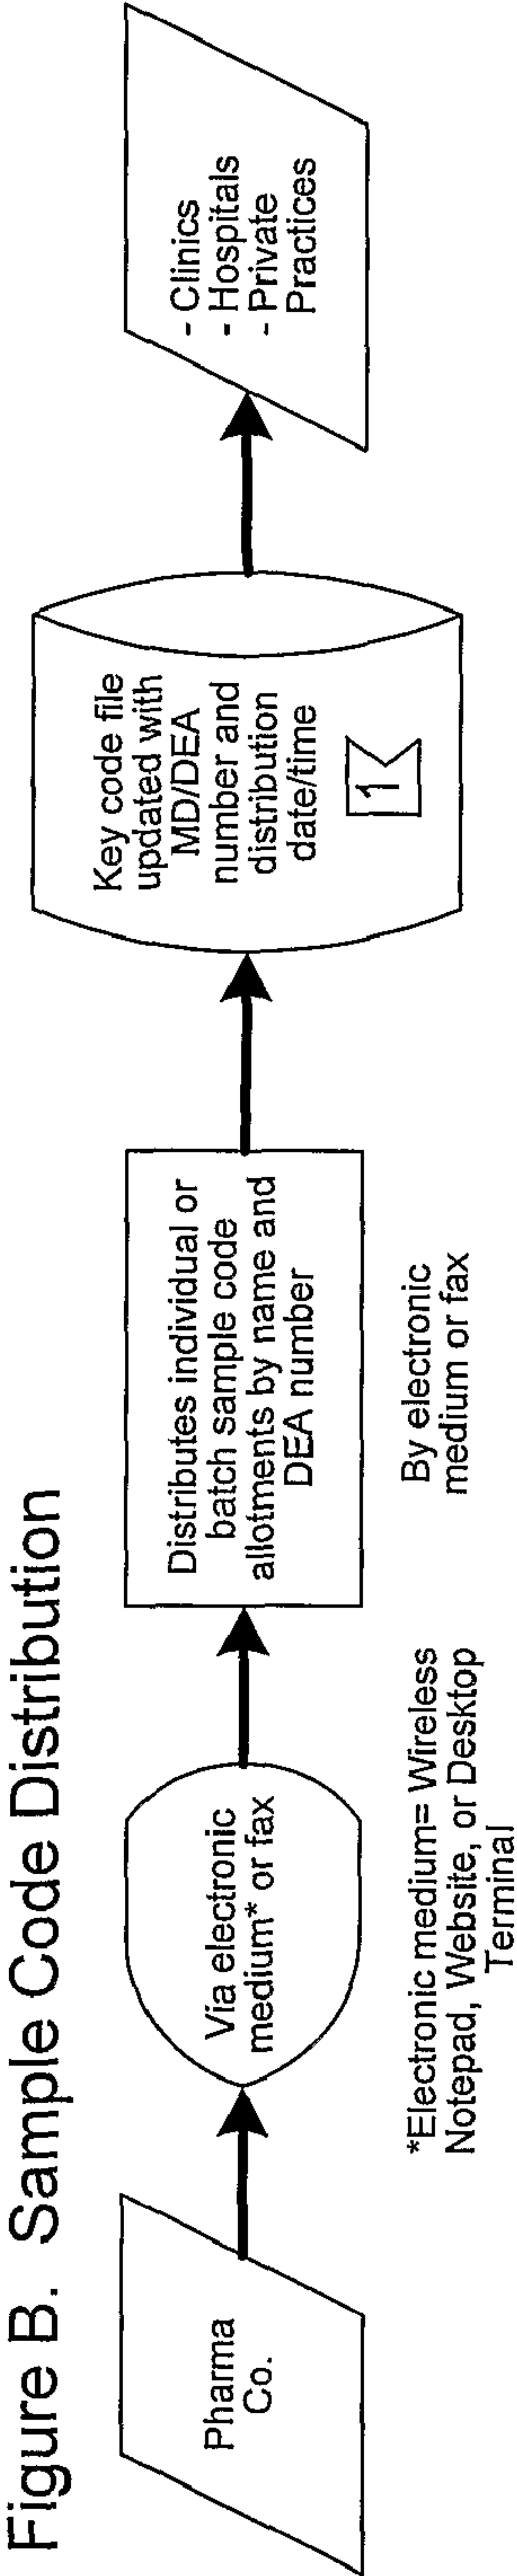 Figure B.  Sample Code Distribution
Pharma
Co.
Via electronic
medium* or fax
*Electronic medium= Wireless
Notepad, Website, or Desktop
Terminal
Distributes individual or
batch sample code
allotments by name and
DEA number
By electronic
medium or fax
Key code file
updated with
MD/DEA
number and
distribution
date/time
1
- Clinics
- Hospitals
- Private
Practices